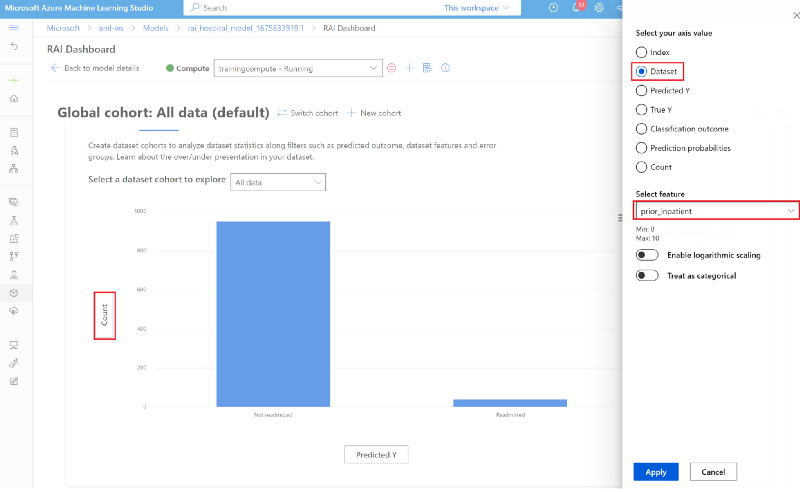 Microsoft Azure Machine Learning Studio
Search
This workspace
82
Microsoft > aml-ws > Models > rai_hospital_model_1675633919:1 > RAI Dashboard
RAI Dashboard
Back to model details
Compute
trainingcompute - Running
Global cohort: All data (default)
Switch cohort
New cohort
Create dataset cohorts to analyze dataset statistics along filters such as predicted outcome, dataset features and error
groups. Learn about the over/under presentation in your dataset.
Select a dataset cohort to explore
All data
1000
800
600
400
200
0
Count
Not readmitted
Readmitted
Predicted Y
Select your axis value
Index
Dataset
Predicted Y
True Y
Classification outcome
Prediction probabilities
Count
Select feature
prior_inpatient
Min: 0
Max: 10
Enable logarithmic scaling
Treat as categorical
Apply
Cancel